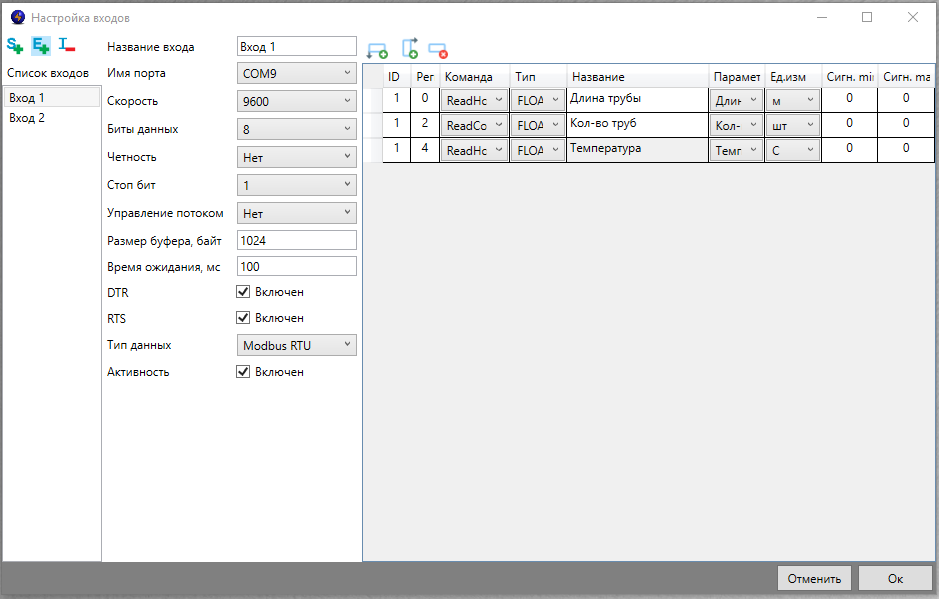 Настройка входов
S E I
Список входов
Вход 1
Вход 2
Название входа Вход 1
Имя порта COM9
Скорость 9600
Биты данных 8
Четность Нет
Стоп бит 1
Управление потоком Нет
Размер буфера, байт 1024
Время ожидания, мс 100
DTR Включен
RTS Включен
Тип данных Modbus RTU
Активность Включен
ID Рег Команда Тип Название Парамет Ед.изм Сигн. mi Сигн. ma
1 0 ReadHo FLOA Длина трубы Длин м 0 0
1 2 ReadCo FLOA Кол-во труб Кол- шт 0 0
1 4 ReadHo FLOA Температура Темп C 0 0
Отменить Ок